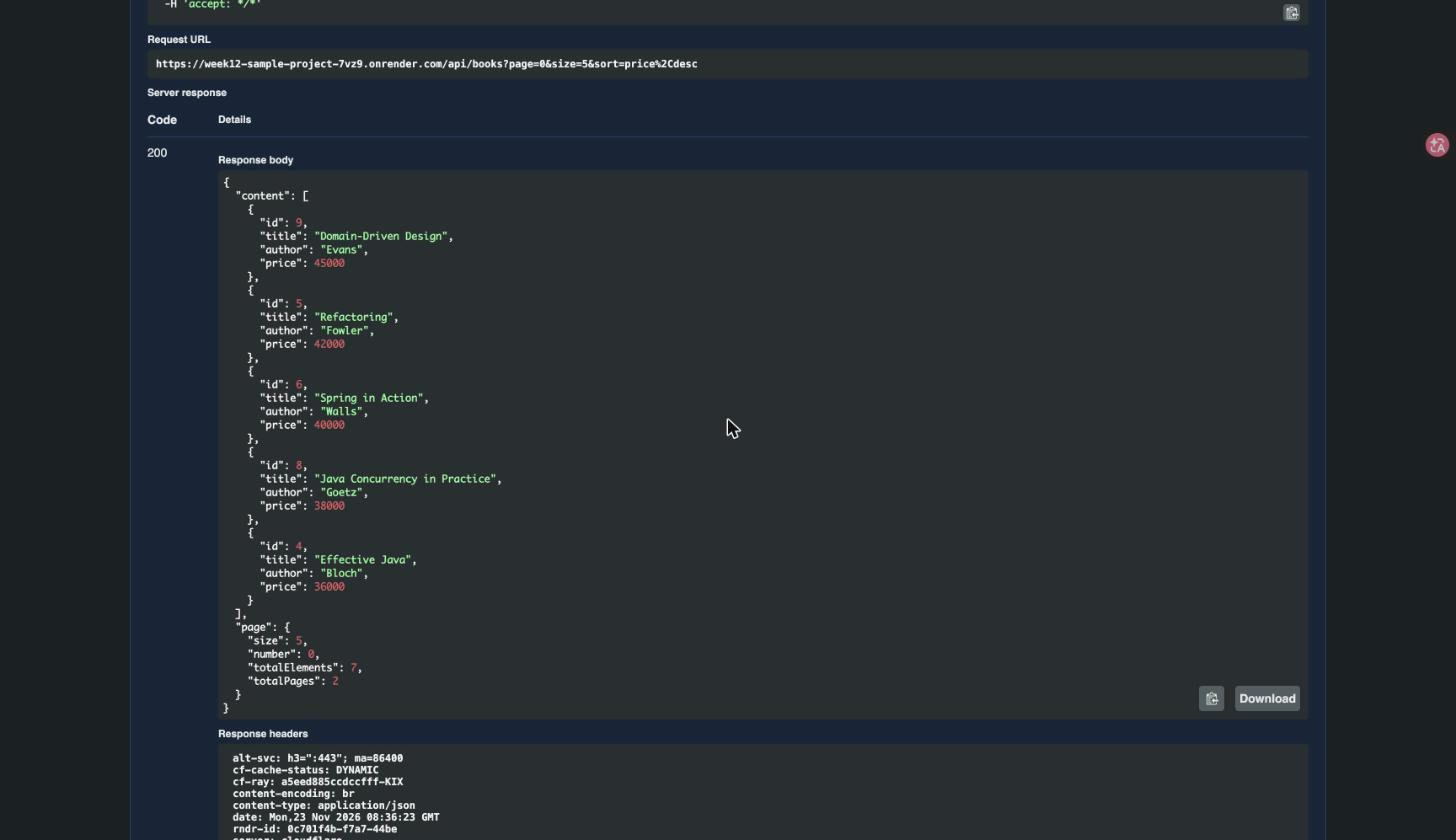 -H 'accept: */*'
Request URL
https://week12-sample-project-7vz9.onrender.com/api/books?page=0&size=5&sort=price%2Cdesc
Server response
Code Details
200
Response body
{
  "content": [
    {
      "id": 9,
      "title": "Domain-Driven Design",
      "author": "Evans",
      "price": 45000
    },
    {
      "id": 5,
      "title": "Refactoring",
      "author": "Fowler",
      "price": 42000
    },
    {
      "id": 6,
      "title": "Spring in Action",
      "author": "Walls",
      "price": 40000
    },
    {
      "id": 8,
      "title": "Java Concurrency in Practice",
      "author": "Goetz",
      "price": 38000
    },
    {
      "id": 4,
      "title": "Effective Java",
      "author": "Bloch",
      "price": 36000
    }
  ],
  "page": {
    "size": 5,
    "number": 0,
    "totalElements": 7,
    "totalPages": 2
  }
}
Download
Response headers
alt-svc: h3=":443"; ma=86400
cf-cache-status: DYNAMIC
cf-ray: a5eed885ccdccfff-KIX
content-encoding: br
content-type: application/json
date: Mon,23 Nov 2026 08:36:23 GMT
rndr-id: 0c701f4b-f7a7-44be